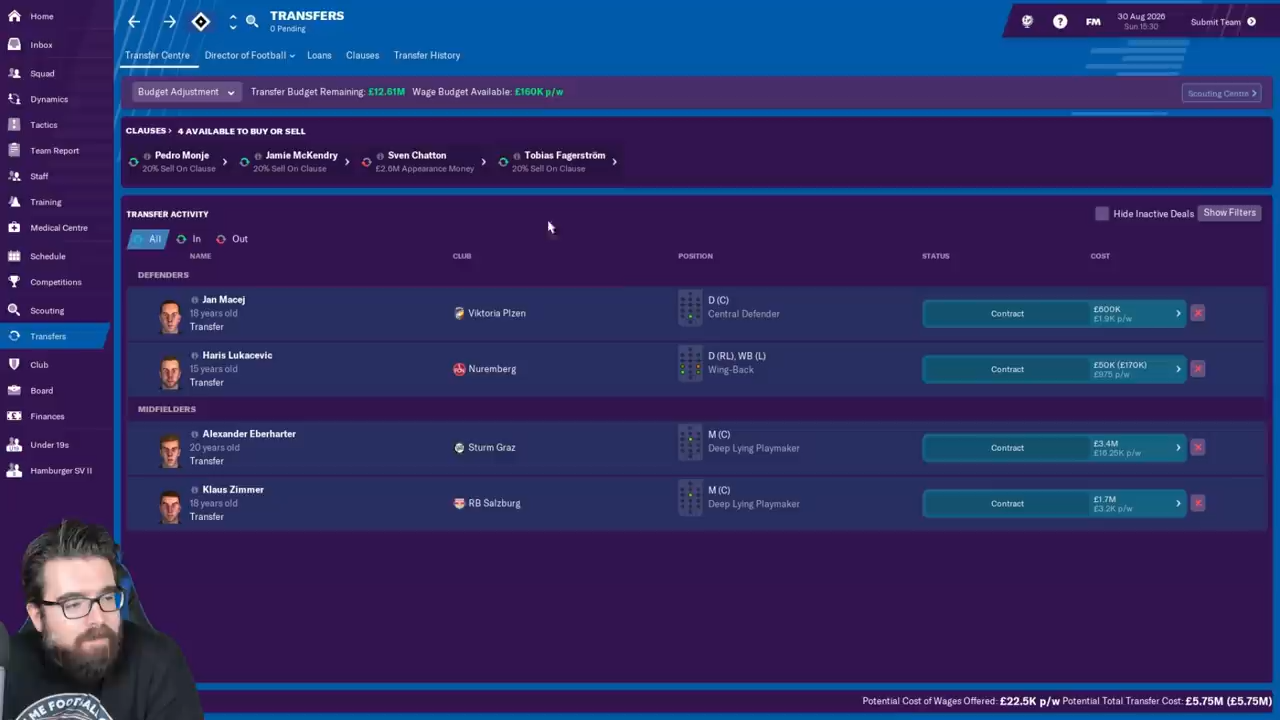 TRANSFERS
0 Pending
30 Aug 2026
Sun 15:30
FM
Submit Team
Home
Inbox
Squad
Dynamics
Tactics
Team Report
Staff
Training
Medical Centre
Schedule
Competitions
Scouting
Transfers
Club
Board
Finances
Under 19s
Hamburger SV II
Transfer Centre
Director of Football
Loans
Clauses
Transfer History
Budget Adjustment
Transfer Budget Remaining: £12.61M Wage Budget Available: £160K p/w
Scouting Centre
CLAUSES 4 AVAILABLE TO BUY OR SELL
Pedro Monje
20% Sell On Clause
Jamie McKendry
20% Sell On Clause
Sven Chatton
£2.6M Appearance Money
Tobias Fagerström
20% Sell On Clause
TRANSFER ACTIVITY
Hide Inactive Deals
Show Filters
All
In
Out
NAME CLUB POSITION STATUS COST
DEFENDERS
Jan Macej
18 years old
Transfer
Viktoria Plzen
D (C)
Central Defender
Contract
£600K
£1.9K p/w
Haris Lukacevic
15 years old
Transfer
Nuremberg
D (RL), WB (L)
Wing-Back
Contract
£50K (£170K)
£975 p/w
MIDFIELDERS
Alexander Eberharter
20 years old
Transfer
Sturm Graz
M (C)
Deep Lying Playmaker
Contract
£3.4M
£16.25K p/w
Klaus Zimmer
18 years old
Transfer
RB Salzburg
M (C)
Deep Lying Playmaker
Contract
£1.7M
£3.2K p/w
Potential Cost of Wages Offered: £22.5K p/w Potential Total Transfer Cost: £5.75M (£5.75M)